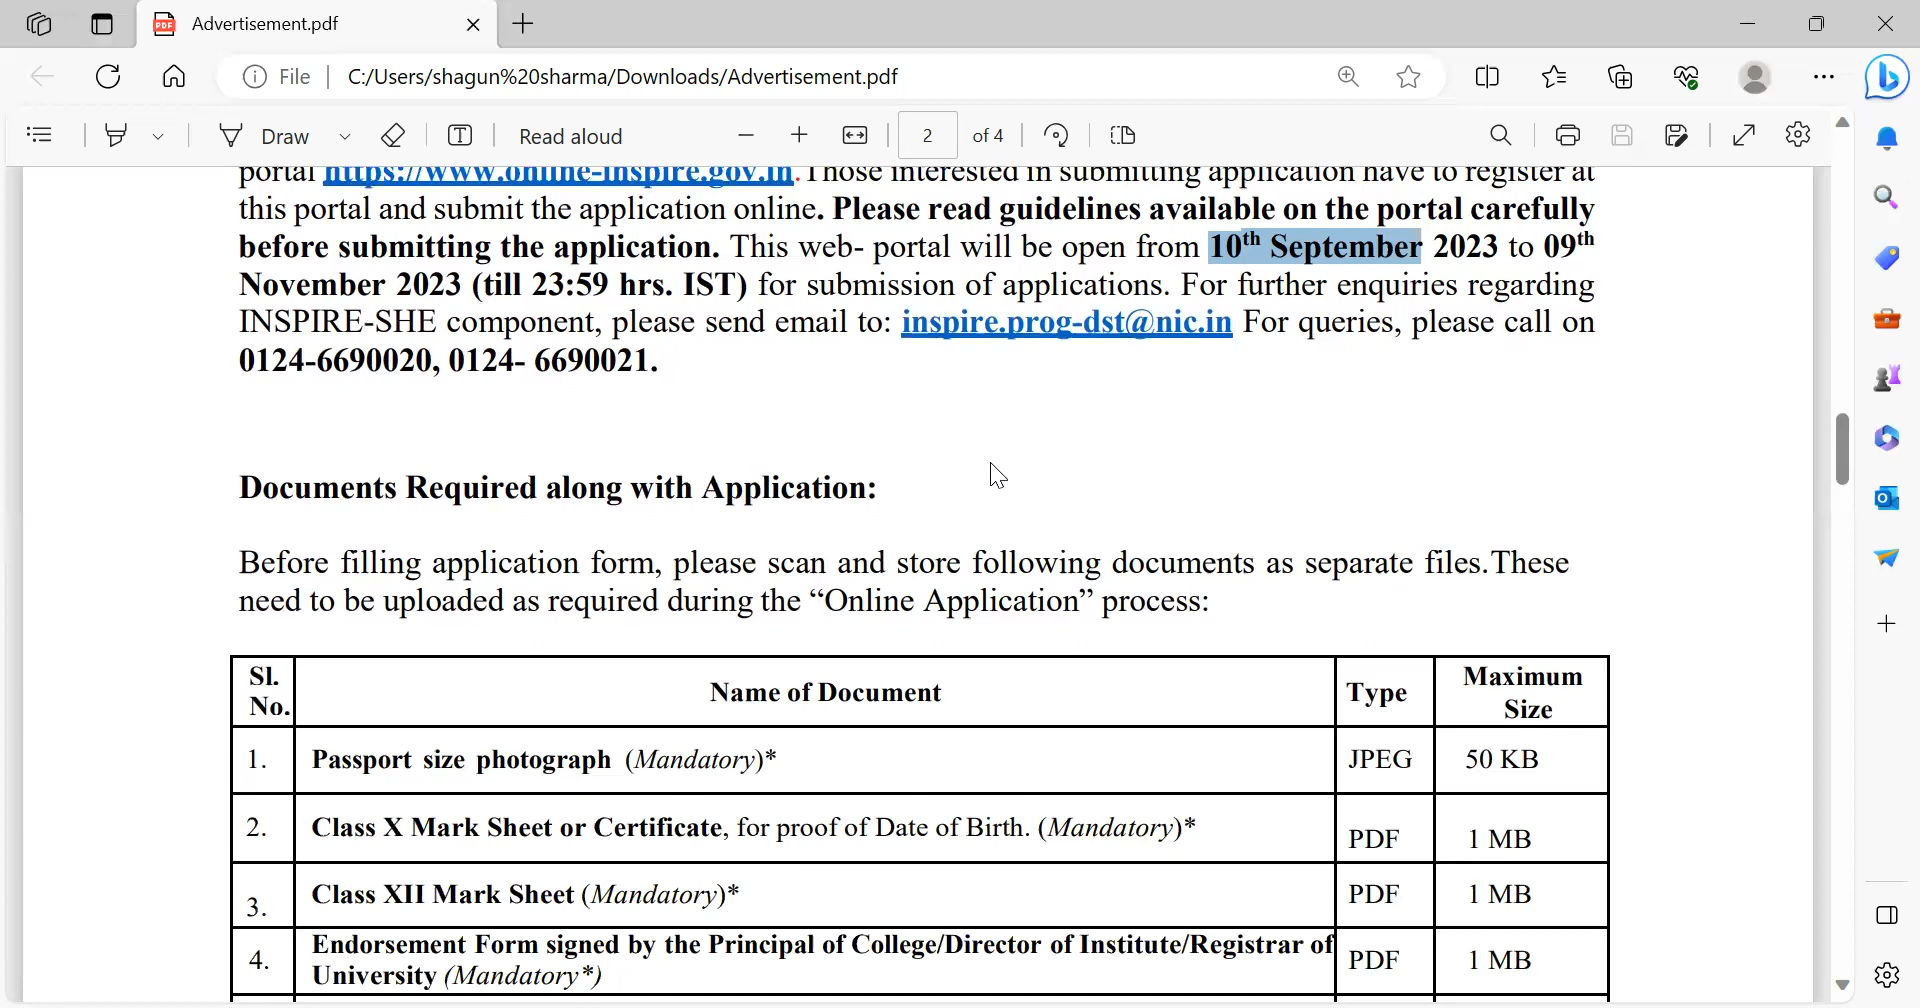 Advertisement.pdf
File
C:/Users/shagun%20sharma/Downloads/Advertisement.pdf
Draw
Read aloud
2
of 4
portal https://www.online-inspire.gov.in.Those interested in submitting application have to register at
this portal and submit the application online. Please read guidelines available on the portal carefully
before submitting the application. This web- portal will be open from 10th September 2023 to 09th
November 2023 (till 23:59 hrs. IST) for submission of applications. For further enquiries regarding
INSPIRE-SHE component, please send email to: inspire.prog-dst@nic.in For queries, please call on
0124-6690020, 0124- 6690021.
Documents Required along with Application:
Before filling application form, please scan and store following documents as separate files.These
need to be uploaded as required during the “Online Application” process:
Sl.
No.
Name of Document
Type
Maximum
Size
1.
Passport size photograph (Mandatory)*
JPEG
50 KB
2.
Class X Mark Sheet or Certificate, for proof of Date of Birth. (Mandatory)*
PDF
1 MB
3.
Class XII Mark Sheet (Mandatory)*
PDF
1 MB
4.
Endorsement Form signed by the Principal of College/Director of Institute/Registrar of
University (Mandatory*)
PDF
1 MB